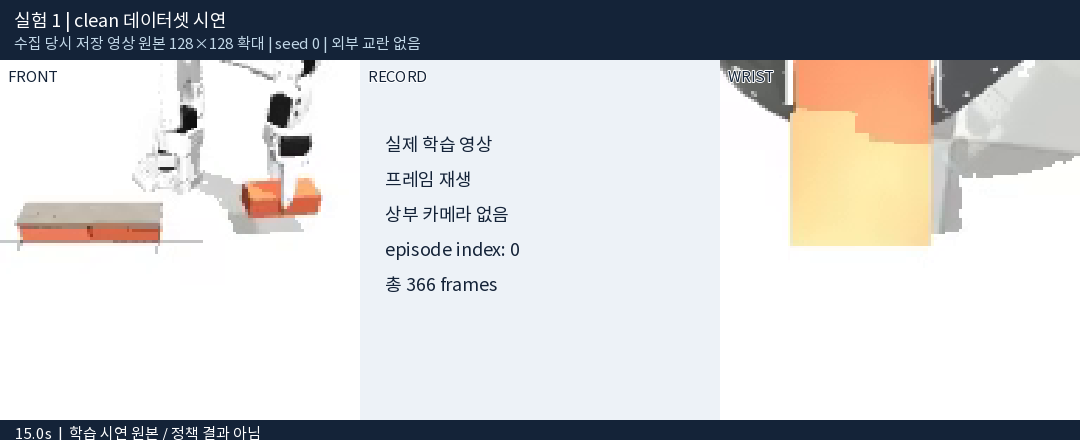 실험 1 | clean 데이터셋 시연
수집 당시 저장 영상 원본 128×128 확대 | seed 0 | 외부 교란 없음
FRONT
RECORD
WRIST
실제 학습 영상
프레임 재생
상부 카메라 없음
episode index: 0
총 366 frames
15.0s | 학습 시연 원본 / 정책 결과 아님